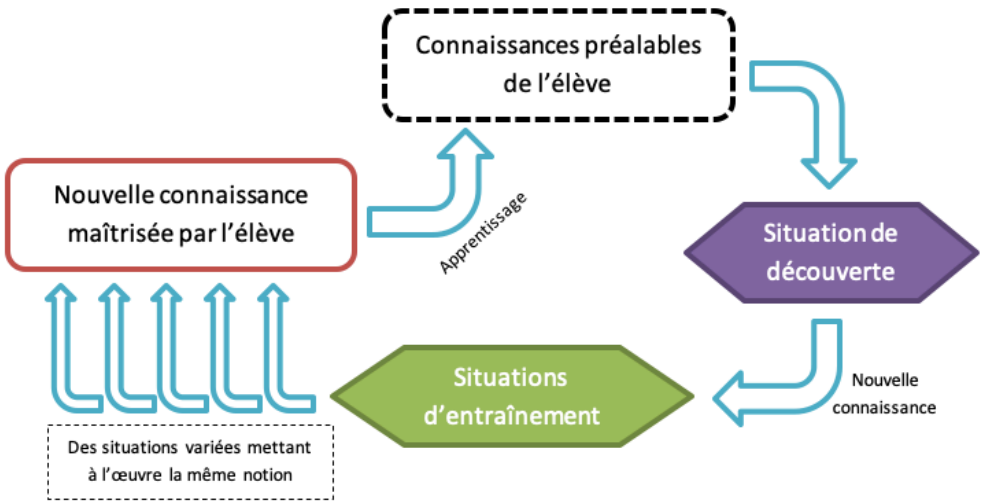 Connaissances préalables
de l'élève
Situation de
découverte
Nouvelle
connaissance
Situations
d'entraînement
Des situations variées mettant
à l'œuvre la même notion
Nouvelle connaissance
maîtrisée par l'élève
Apprentissage